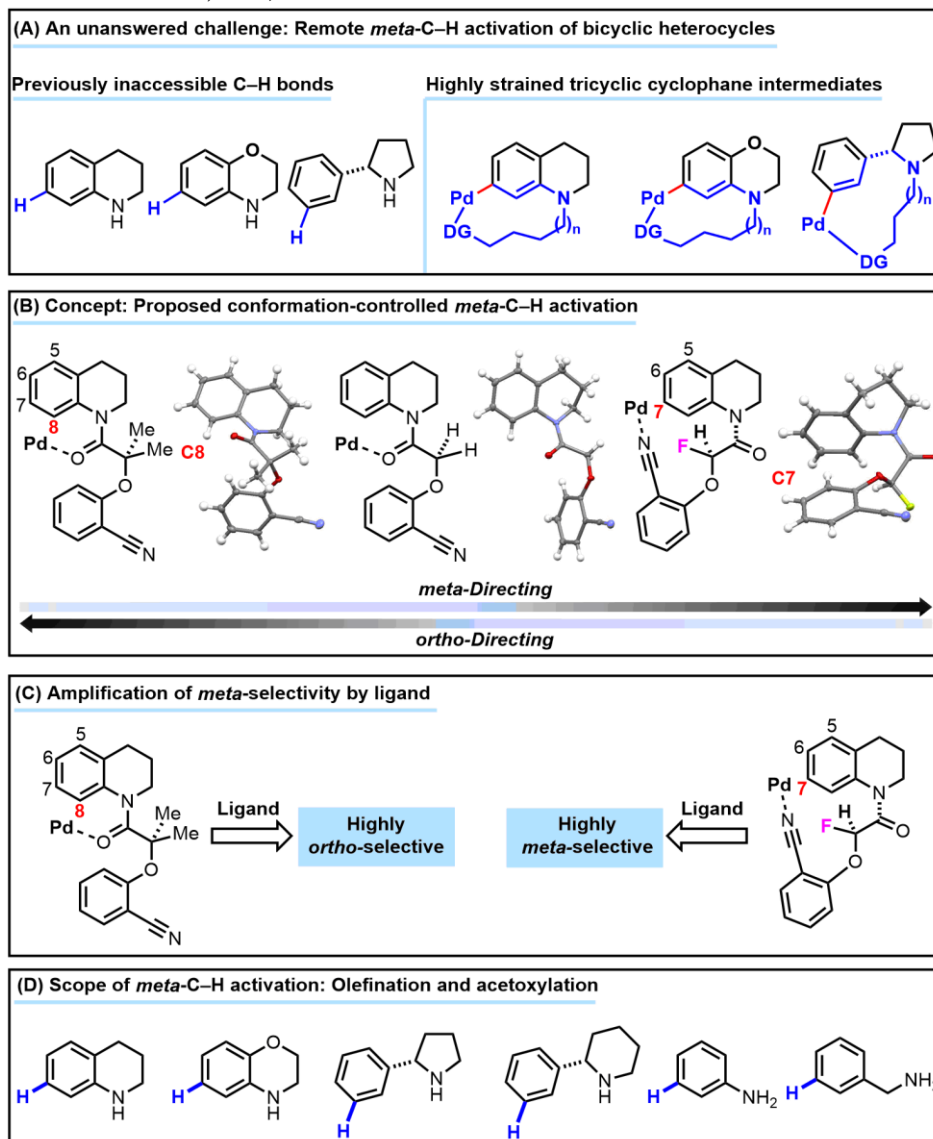 (A) An unanswered challenge: Remote meta-C–H activation of bicyclic heterocycles
Previously inaccessible C–H bonds
Highly strained tricyclic cyclophane intermediates
H
N
H
O
H
N
H
N
H
H
Pd
DG
N
( )n
O
Pd
DG
N
( )n
N
Pd
DG
( )n
(B) Concept: Proposed conformation-controlled meta-C–H activation
5
6
7
8
N
Pd
O
Me
Me
O
N
C8
N
Pd
O
H
H
O
N
5
6
Pd
7
N
N
H
F
O
O
C7
meta-Directing
ortho-Directing
(C) Amplification of meta-selectivity by ligand
5
6
7
8
N
Pd
O
Me
Me
O
N
Ligand
Highly
ortho-selective
Highly
meta-selective
Ligand
5
6
Pd
7
N
N
H
F
O
O
(D) Scope of meta-C–H activation: Olefination and acetoxylation
H
N
H
O
H
N
H
N
H
H
N
H
H
H
NH2
H